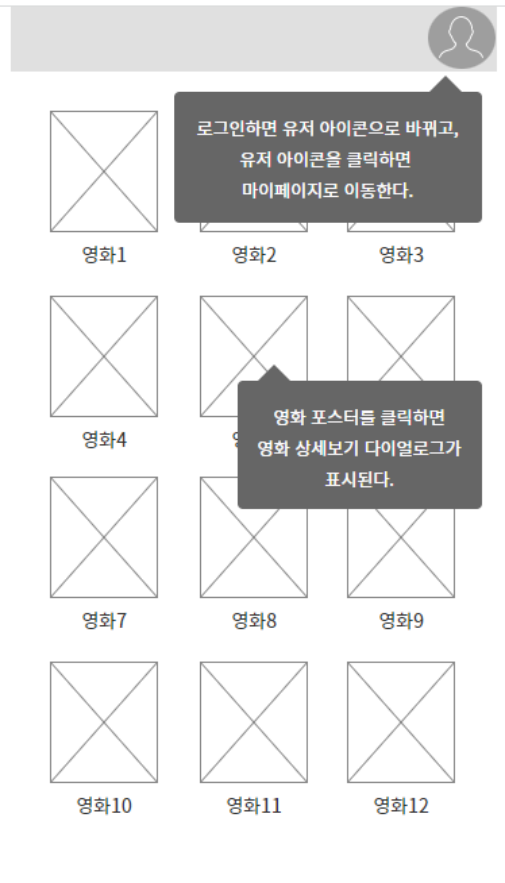 로그인하면 유저 아이콘으로 바뀌고,
유저 아이콘을 클릭하면
마이페이지로 이동한다.
영화1
영화2
영화3
영화 포스터를 클릭하면
영화 상세보기 다이얼로그가
표시된다.
영화4
영화7
영화8
영화9
영화10
영화11
영화12